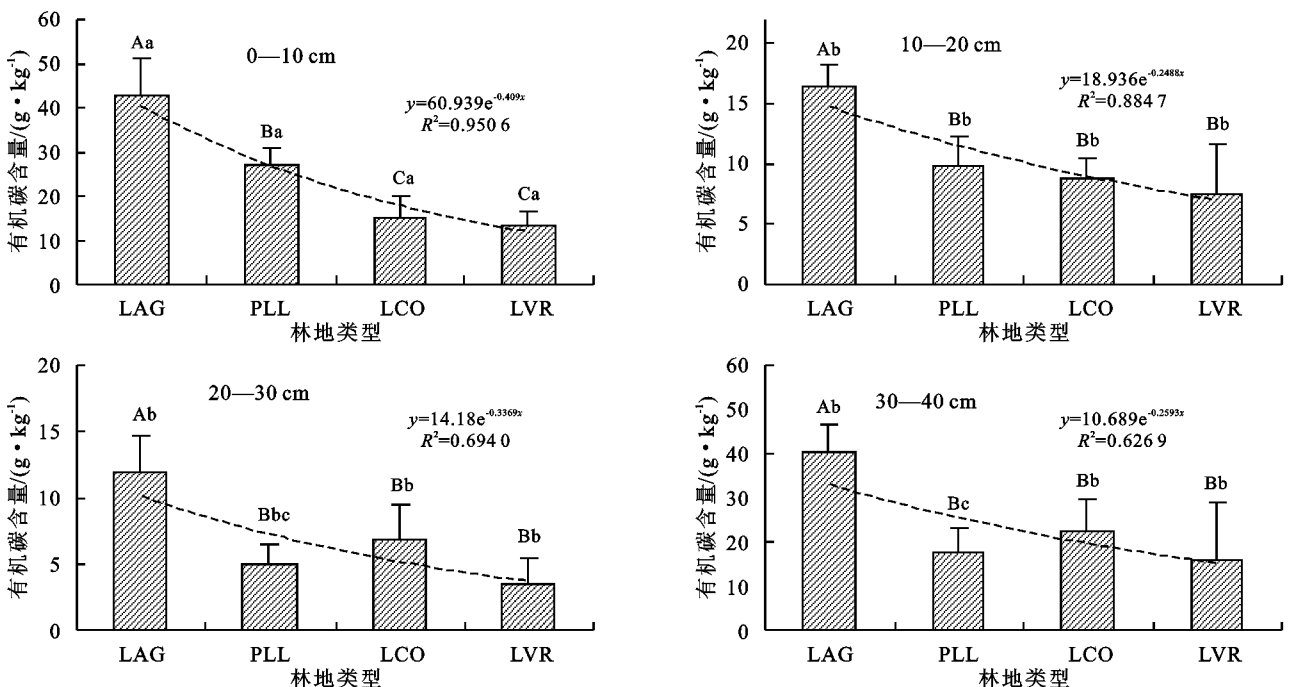 有机碳含量/(g·kg⁻¹)
60
50
40
30
20
10
0
0—10 cm
y=60.939e^-0.409x
R²=0.950 6
Aa
Ba
Ca
Ca
LAG PLL LCO LVR
林地类型
有机碳含量/(g·kg⁻¹)
20
15
10
5
0
10—20 cm
y=18.936e^-0.2488x
R²=0.884 7
Ab
Bb
Bb
Bb
LAG PLL LCO LVR
林地类型
有机碳含量/(g·kg⁻¹)
20
15
10
5
0
20—30 cm
y=14.18e^-0.3369x
R²=0.694 0
Ab
Bbc
Bb
Bb
LAG PLL LCO LVR
林地类型
有机碳含量/(g·kg⁻¹)
60
50
40
30
20
10
0
30—40 cm
y=10.689e^-0.2593x
R²=0.626 9
Ab
Bc
Bb
Bb
LAG PLL LCO LVR
林地类型